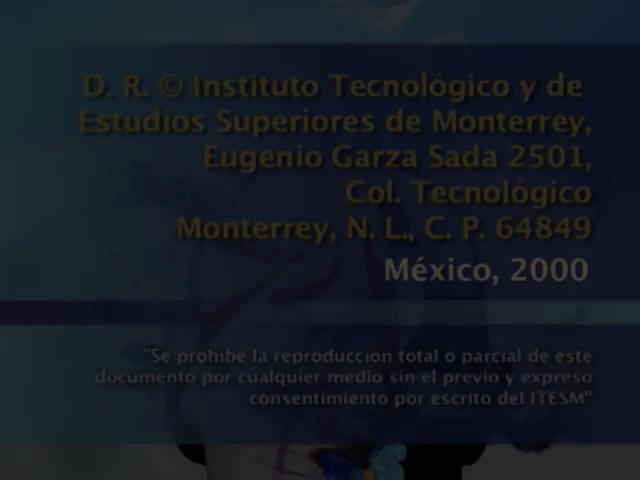 D. R. © Instituto Tecnológico y de
Estudios Superiores de Monterrey,
Eugenio Garza Sada 2501,
Col. Tecnológico
Monterrey, N. L., C. P. 64849
México, 2000
"Se prohibe la reproduccion total o parcial de este
documento por cualquier medio sin el previo y expreso
consentimiento por escrito del ITESM"